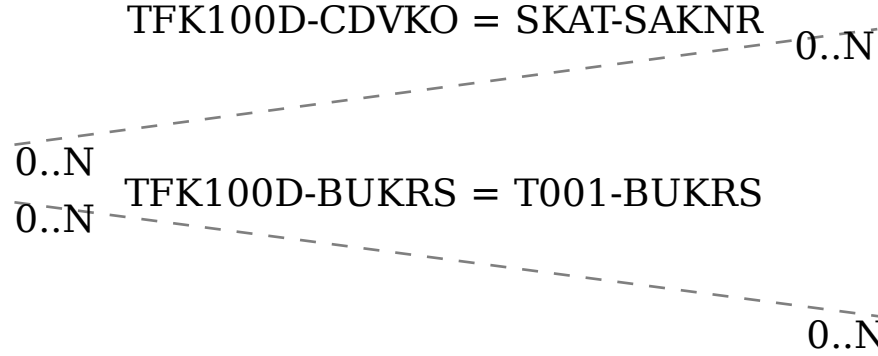 TFK100D-CDVKO = SKAT-SAKNR
0..N
0..N
TFK100D-BUKRS = T001-BUKRS
0..N
0..N